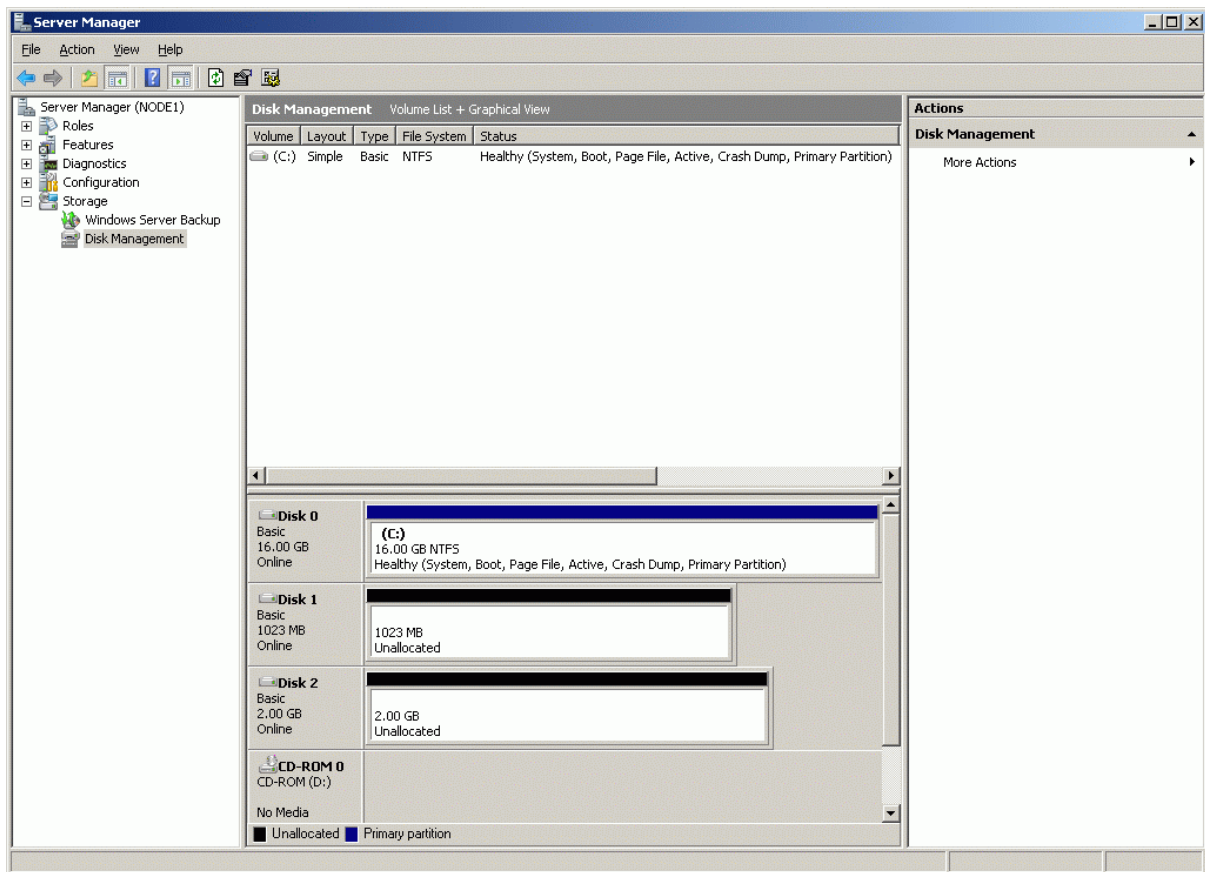 Server Manager
File Action View Help
Server Manager (NODE1)
Roles
Features
Diagnostics
Configuration
Storage
Windows Server Backup
Disk Management
Disk Management Volume List + Graphical View
Volume Layout Type File System Status
(C:) Simple Basic NTFS Healthy (System, Boot, Page File, Active, Crash Dump, Primary Partition)
Disk 0
Basic
16.00 GB
Online
(C:)
16.00 GB NTFS
Healthy (System, Boot, Page File, Active, Crash Dump, Primary Partition)
Disk 1
Basic
1023 MB
Online
1023 MB
Unallocated
Disk 2
Basic
2.00 GB
Online
2.00 GB
Unallocated
CD-ROM 0
CD-ROM (D:)
No Media
Unallocated Primary partition
Actions
Disk Management
More Actions